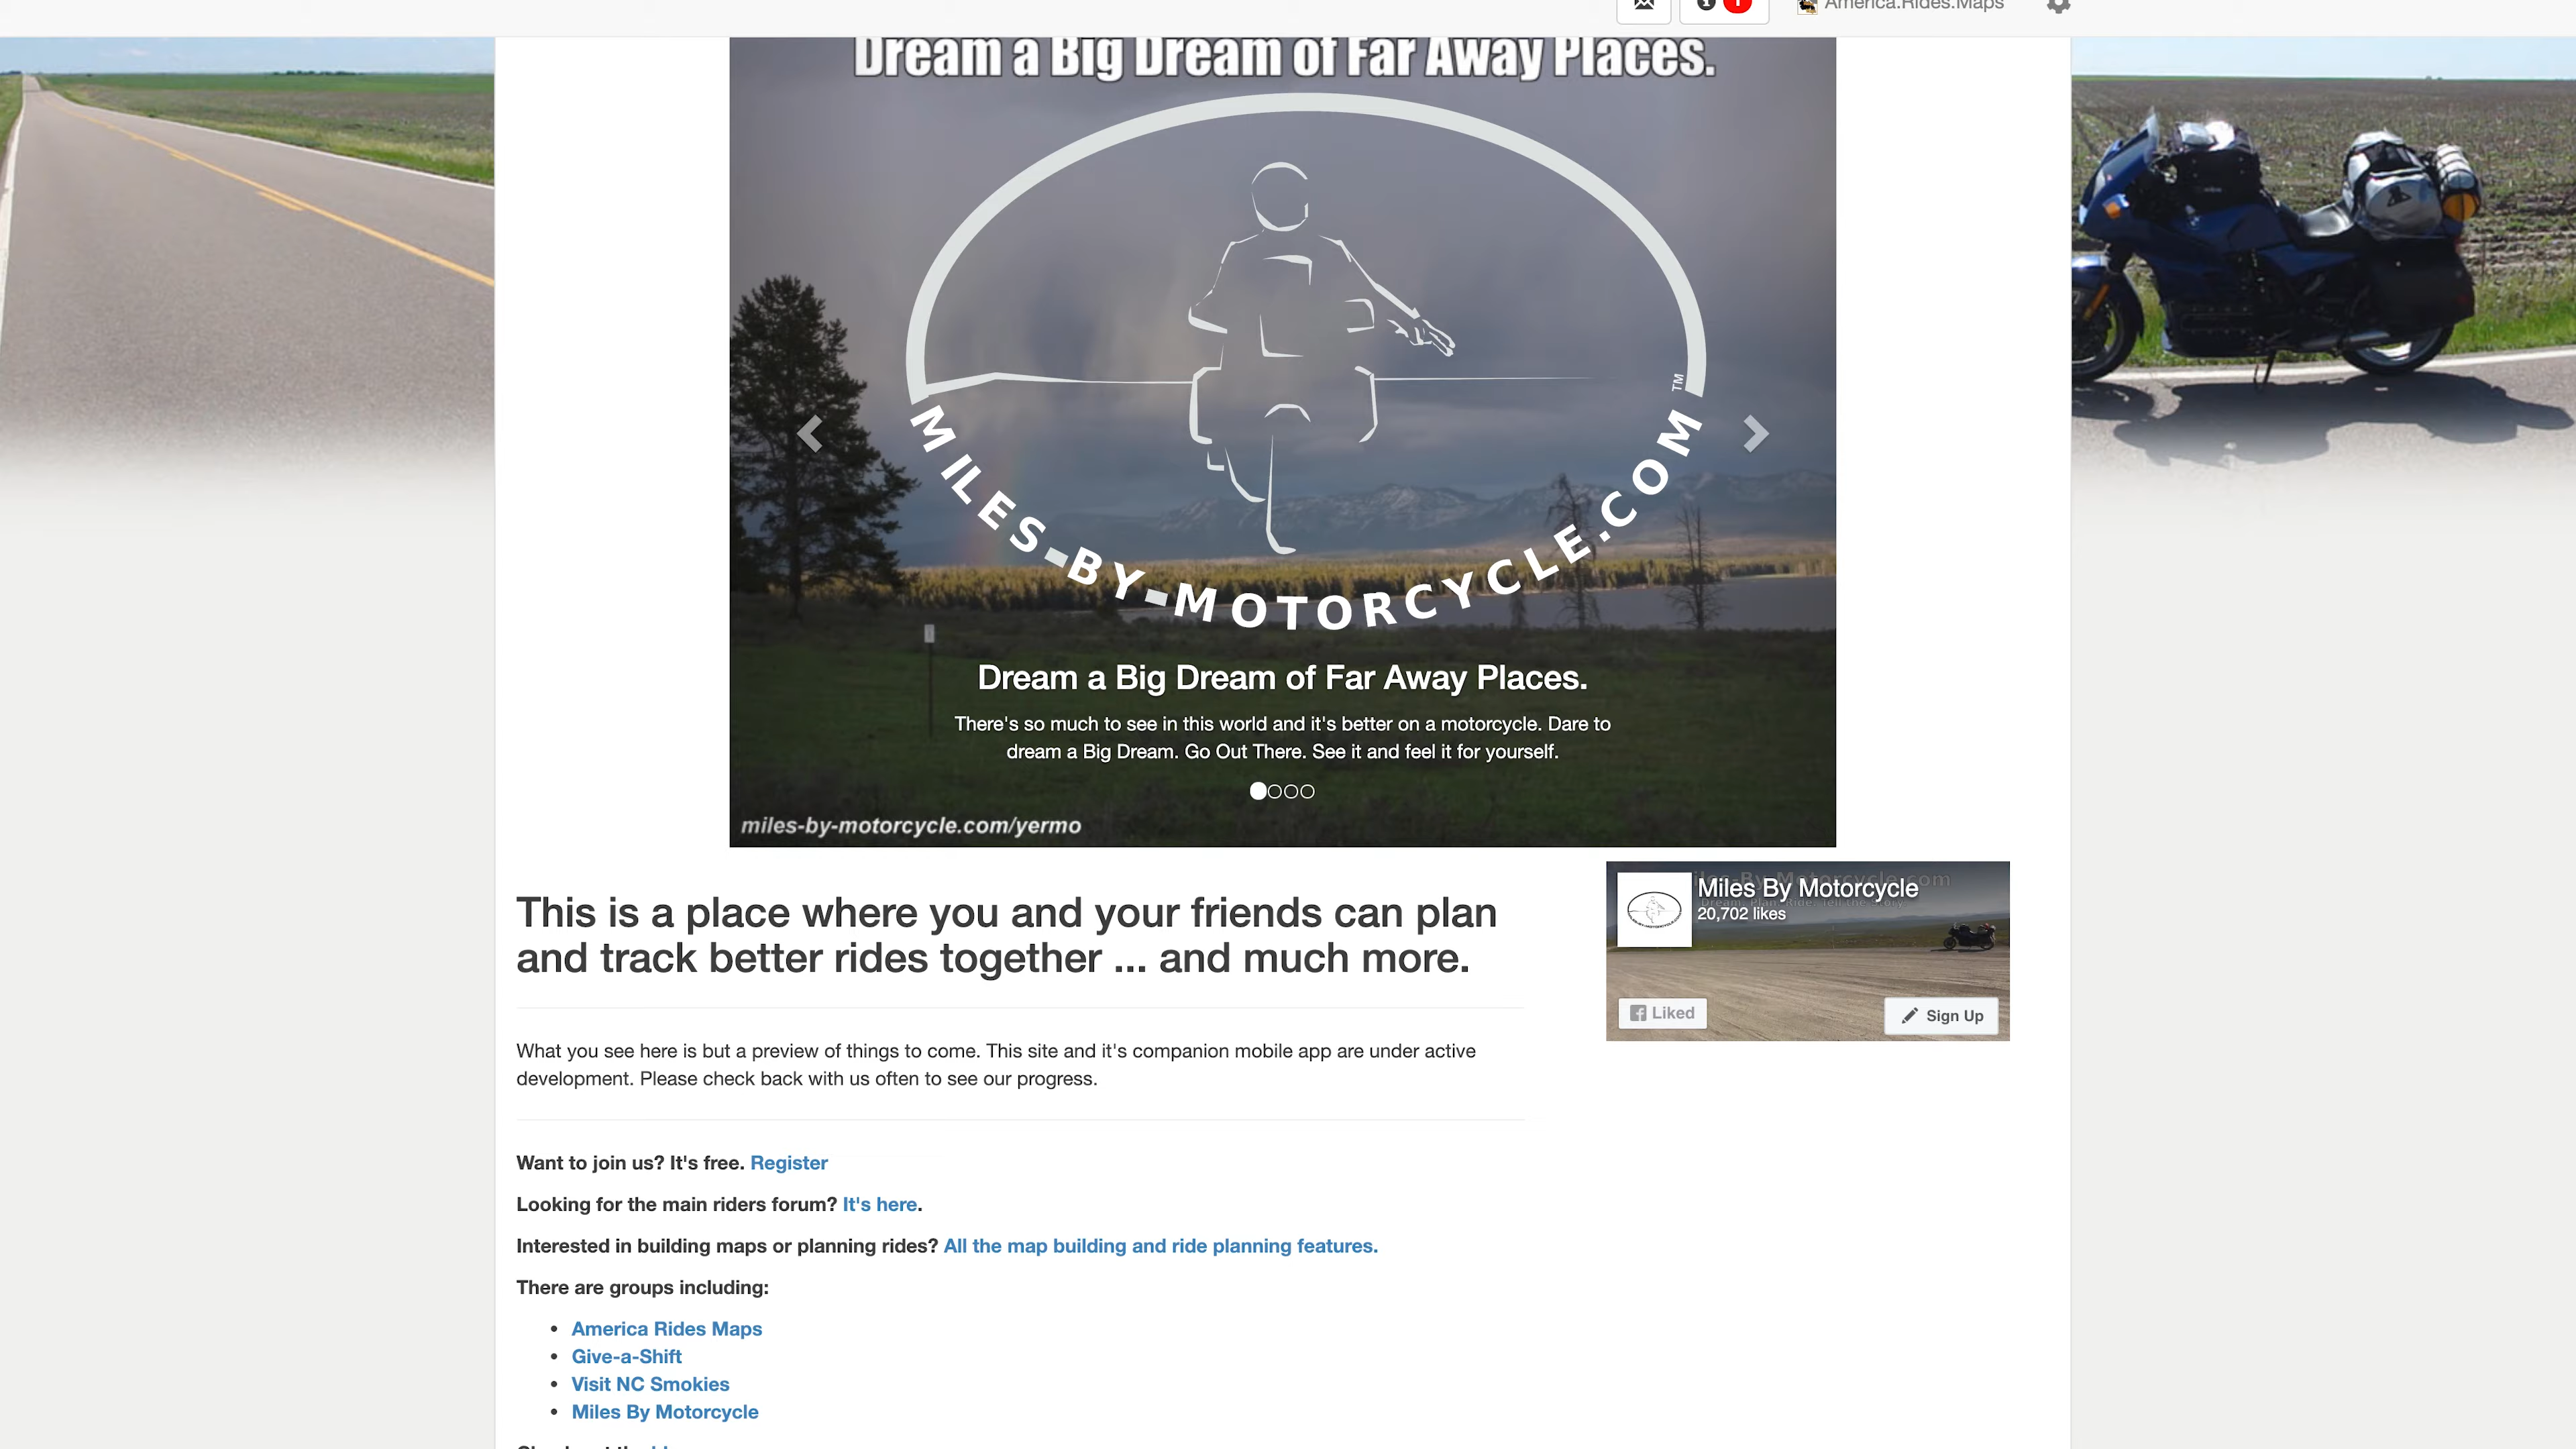 America.Rides.Maps
Dream a Big Dream of Far Away Places.
MILES-BY-MOTORCYCLE.COM™
Dream a Big Dream of Far Away Places.
There's so much to see in this world and it's better on a motorcycle. Dare to
dream a Big Dream. Go Out There. See it and feel it for yourself.
miles-by-motorcycle.com/yermo
This is a place where you and your friends can plan
and track better rides together ... and much more.
Miles By Motorcycle
20,702 likes
Liked
Sign Up
What you see here is but a preview of things to come. This site and it's companion mobile app are under active
development. Please check back with us often to see our progress.
Want to join us? It's free. Register
Looking for the main riders forum? It's here.
Interested in building maps or planning rides? All the map building and ride planning features.
There are groups including:
• America Rides Maps
• Give-a-Shift
• Visit NC Smokies
• Miles By Motorcycle